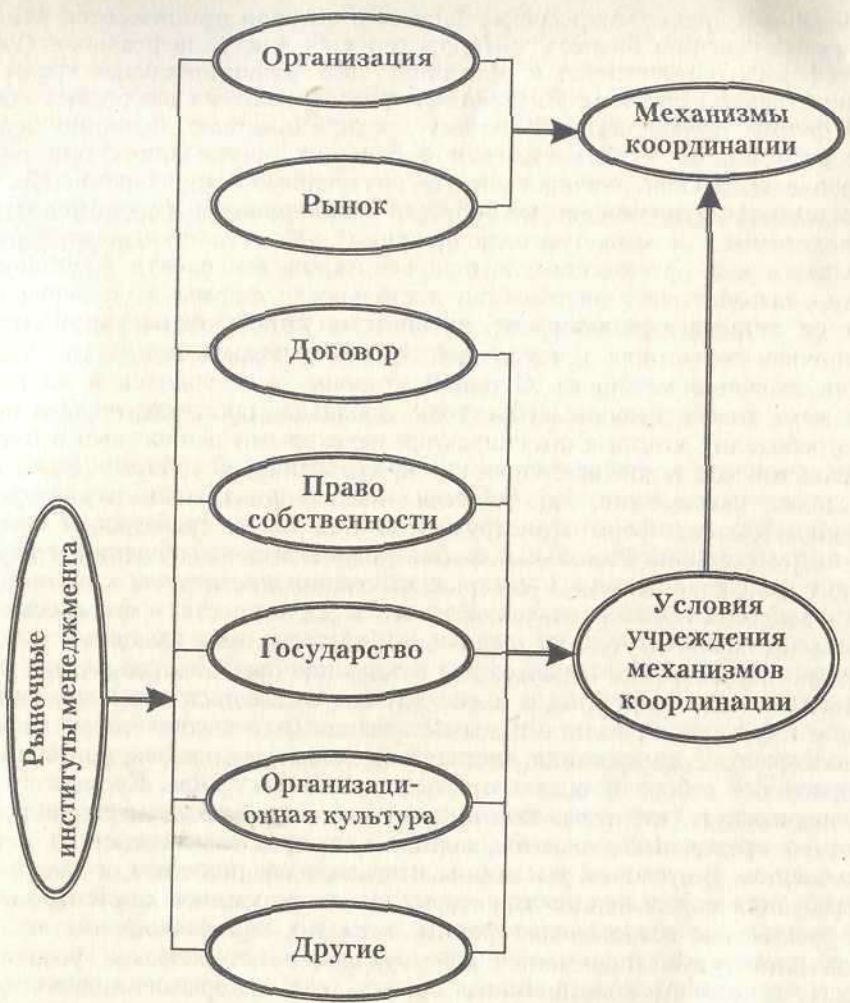 Организация
Механизмы
координации
Рынок
Договор
Право
собственности
Рыночные
институты менеджмента
Государство
Условия
учреждения
механизмов
координации
Организаци-
онная культура
Другие